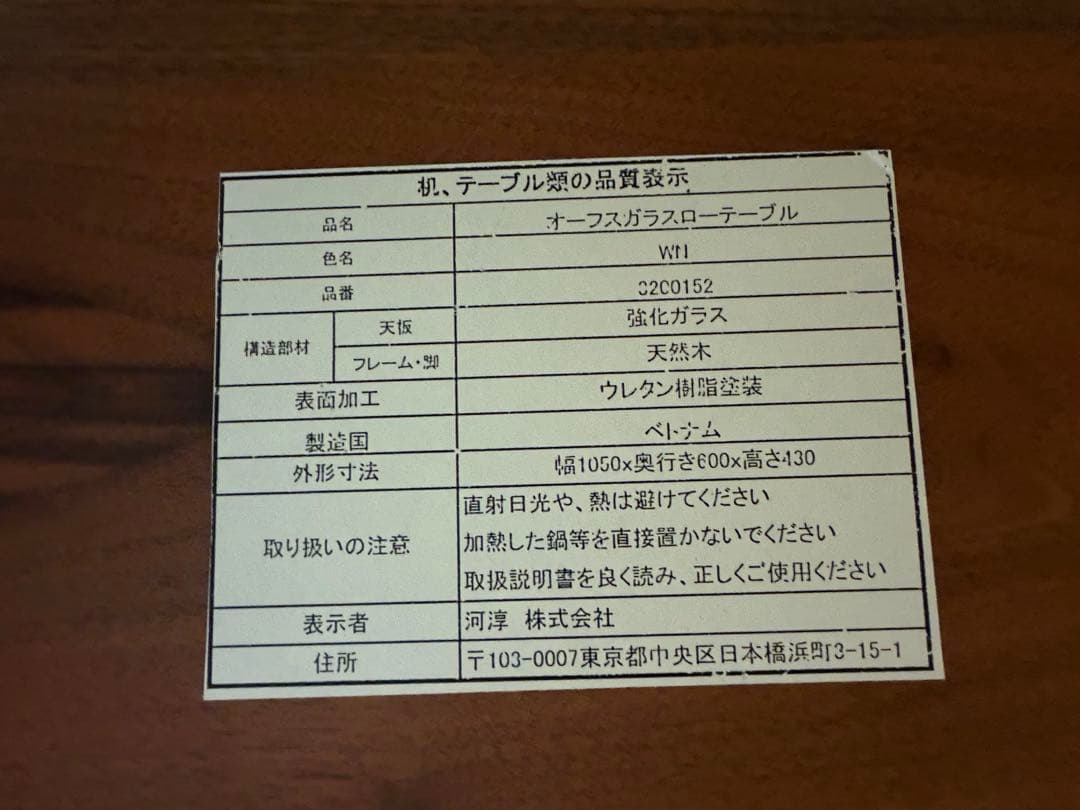 机、テーブル類の品質表示
品名 オーフスガラスローテーブル
色名 WN
品番
構造部材 天板 強化ガラス
フレーム・脚 天然木
表面加工 ウレタン樹脂塗装
製造国 ベトナム
外形寸法 幅1050x奥行き600x高さ430
取り扱いの注意 直射日光や、熱は避けてください
加熱した鍋等を直接置かないでください
取扱説明書を良く読み、正しくご使用ください
表示者 河淳 株式会社
住所 〒103-0007東京都中央区日本橋浜町3-15-1